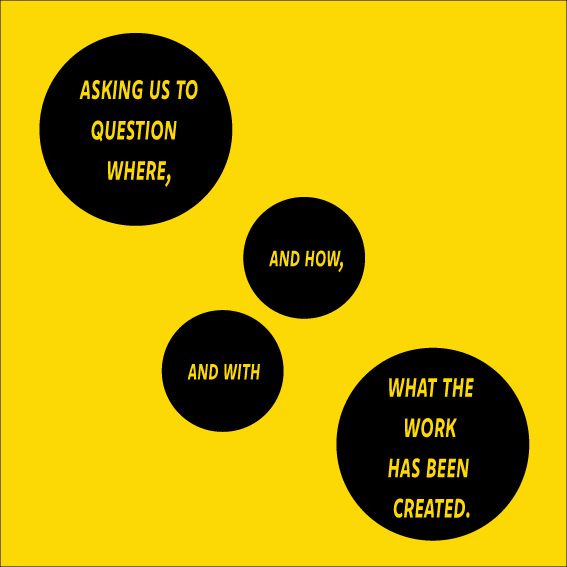 ASKING US TO
QUESTION
WHERE,
AND HOW,
AND WITH
WHAT THE
WORK
HAS BEEN
CREATED.